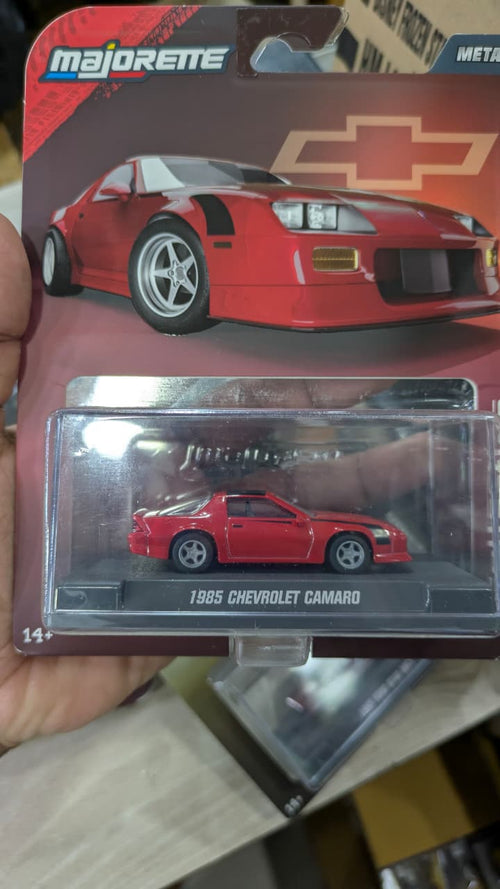 majorette
META
1985 CHEVROLET CAMARO
14+